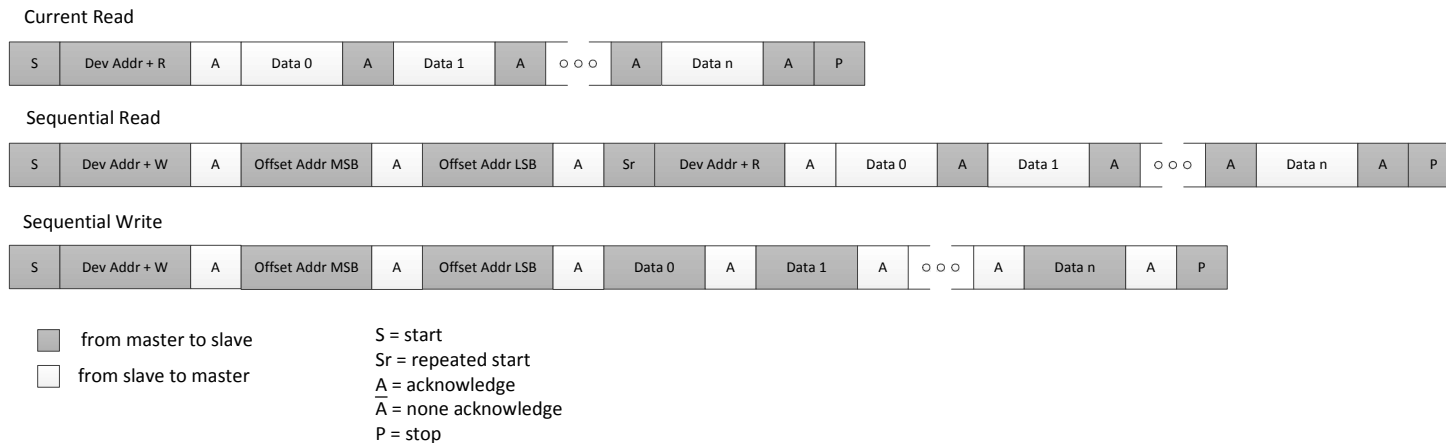 Current Read
S Dev Addr + R A Data 0 A Data 1 A ○ ○ ○ A Data n A P
Sequential Read
S Dev Addr + W A Offset Addr MSB A Offset Addr LSB A Sr Dev Addr + R A Data 0 A Data 1 A ○ ○ ○ A Data n A P
Sequential Write
S Dev Addr + W A Offset Addr MSB A Offset Addr LSB A Data 0 A Data 1 A ○ ○ ○ A Data n A P
from master to slave
from slave to master
S = start
Sr = repeated start
A = acknowledge
A̅ = none acknowledge
P = stop